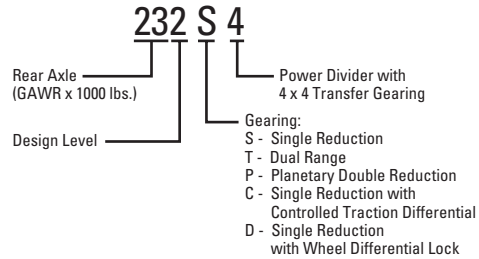 232 S 4
Rear Axle
(GAWR x 1000 lbs.)
Design Level
Power Divider with
4 x 4 Transfer Gearing
Gearing:
S - Single Reduction
T - Dual Range
P - Planetary Double Reduction
C - Single Reduction with
Controlled Traction Differential
D - Single Reduction
with Wheel Differential Lock